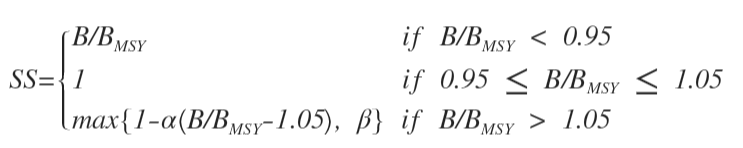 B/B_MSY if B/B_MSY < 0.95
SS={1 if 0.95 ≤ B/B_MSY ≤ 1.05
max{1-α(B/B_MSY-1.05), β} if B/B_MSY > 1.05